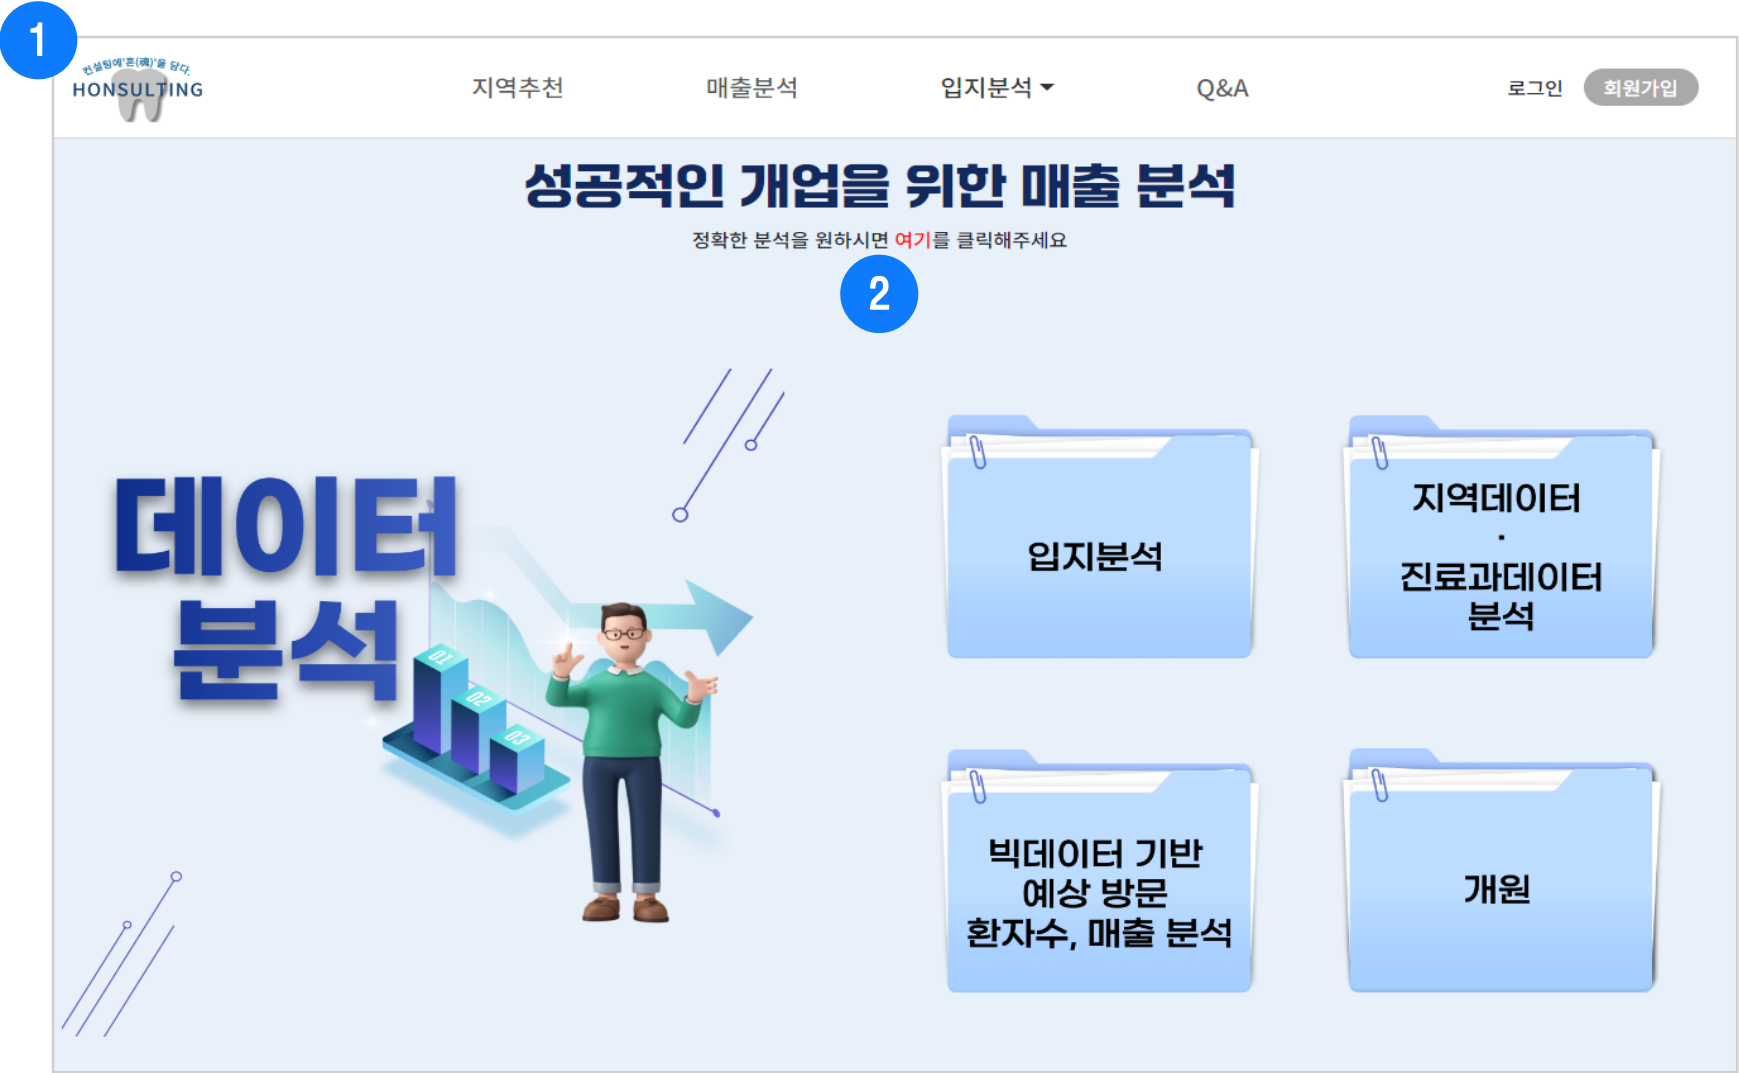 1
컨설팅에'혼(魂)'을 담다.
HONSULTING
지역추천 매출분석 입지분석 Q&A 로그인 회원가입
성공적인 개업을 위한 매출 분석
정확한 분석을 원하시면 여기를 클릭해주세요
2
데이터
분석
01
02
03
입지분석
지역데이터
·
진료과데이터
분석
빅데이터 기반
예상 방문
환자수, 매출 분석
개원